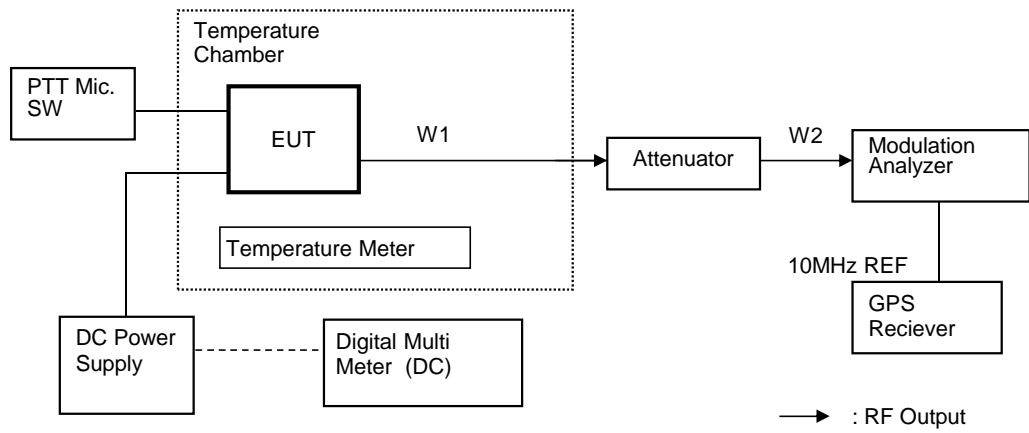 Temperature
Chamber
PTT Mic.
SW
EUT
W1
Attenuator
W2
Modulation
Analyzer
Temperature Meter
10MHz REF
GPS
Reciever
DC Power
Supply
Digital Multi
Meter (DC)
: RF Output